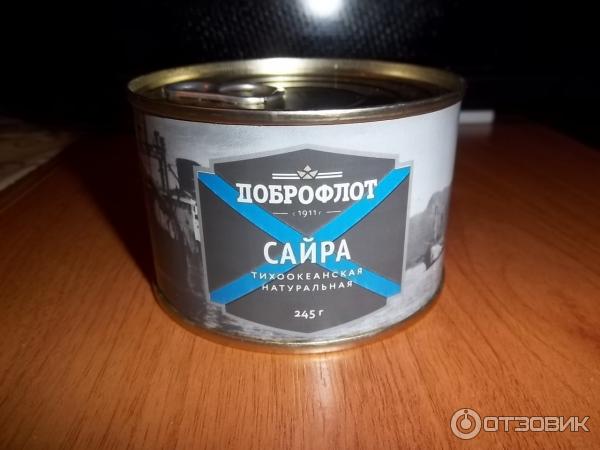 ДОБРОФЛОТ
с 1911 г
САЙРА
ТИХООКЕАНСКАЯ
НАТУРАЛЬНАЯ
245 г
ОТЗОВИК